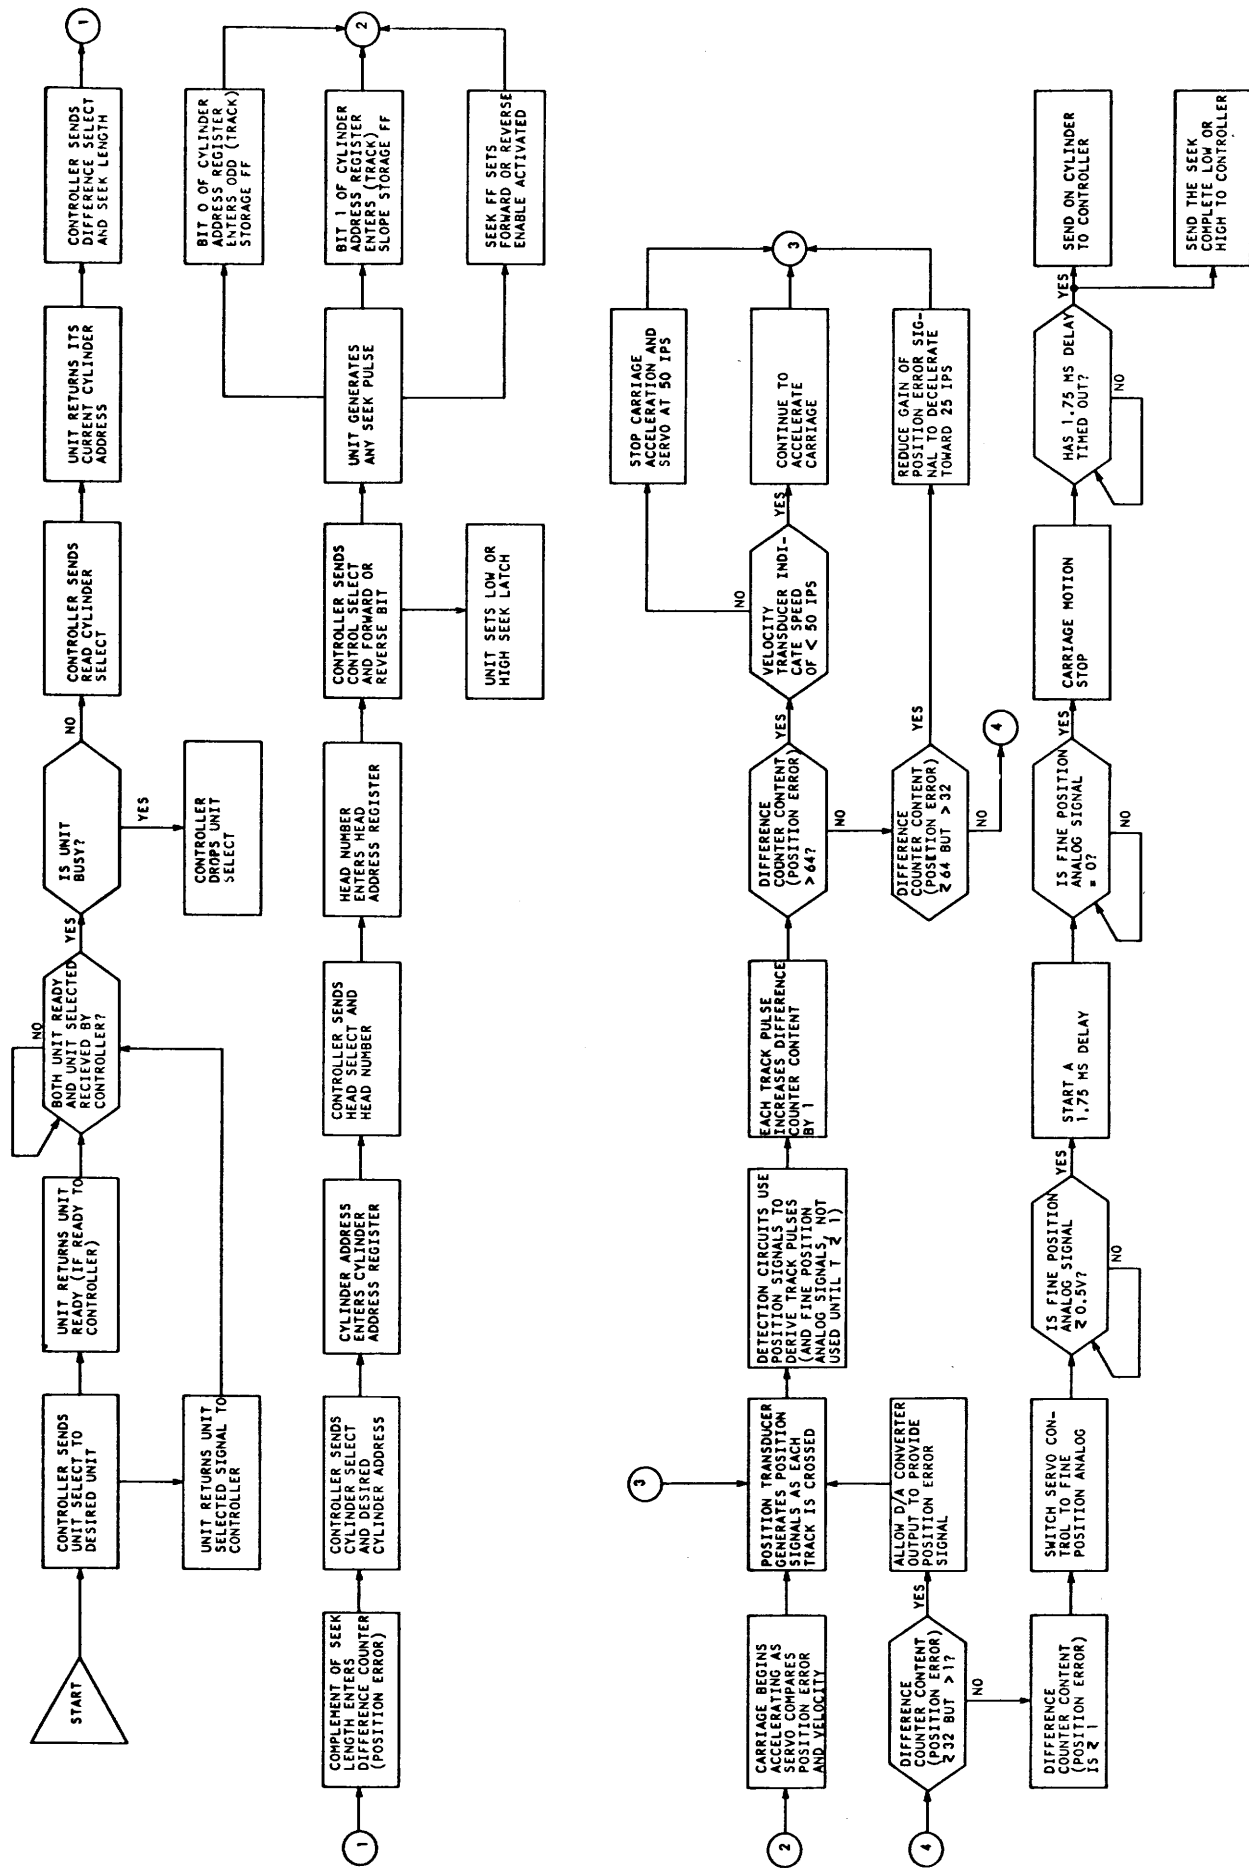 START
CONTROLLER SENDS
UNIT SELECT TO
DESIRED UNIT
UNIT RETURNS UNIT
SELECTED SIGNAL TO
CONTROLLER
UNIT RETURNS UNIT
READY (IF READY TO
CONTROLLER)
NO
BOTH UNIT READY
AND UNIT SELECTED
RECIEVED BY
CONTROLLER?
YES
IS UNIT
BUSY?
YES
CONTROLLER
DROPS UNIT
SELECT
NO
CONTROLLER SENDS
READ CYLINDER
SELECT
UNIT RETURNS ITS
CURRENT CYLINDER
ADDRESS
CONTROLLER SENDS
DIFFERENCE SELECT
AND SEEK LENGTH
1
1
COMPLEMENT OF SEEK
LENGTH ENTERS
DIFFERENCE COUNTER
(POSITION ERROR)
CONTROLLER SENDS
CYLINDER SELECT
AND DESIRED
CYLINDER ADDRESS
CYLINDER ADDRESS
ENTERS CYLINDER
ADDRESS REGISTER
CONTROLLER SENDS
HEAD SELECT AND
HEAD NUMBER
HEAD NUMBER
ENTERS HEAD
ADDRESS REGISTER
CONTROLLER SENDS
CONTROL SELECT
AND FORWARD OR
REVERSE BIT
UNIT SETS LOW OR
HIGH SEEK LATCH
UNIT GENERATES
ANY SEEK PULSE
BIT 0 OF CYLINDER
ADDRESS REGISTER
ENTERS ODD (TRACK)
STORAGE FF
BIT 1 OF CYLINDER
ADDRESS REGISTER
ENTERS (TRACK)
SLOPE STORAGE FF
SEEK FF SETS
FORWARD OR REVERSE
ENABLE ACTIVATED
2
2
CARRIAGE BEGINS
ACCELERATING AS
SERVO COMPARES
POSITION ERROR
AND VELOCITY
3
POSITION TRANSDUCER
GENERATES POSITION
SIGNALS AS EACH
TRACK IS CROSSED
DETECTION CIRCUITS USE
POSITION SIGNALS TO
DERIVE TRACK PULSES
(AND FINE POSITION
ANALOG SIGNALS, NOT
USED UNTIL T ≷ 1)
EACH TRACK PULSE
INCREASES DIFFERENCE
COUNTER CONTENT
BY 1
DIFFERENCE
COUNTER CONTENT
(POSITION ERROR)
> 64?
YES
NO
VELOCITY
TRANSDUCER INDI-
CATE SPEED
OF < 50 IPS
NO
YES
STOP CARRIAGE
ACCELERATION AND
SERVO AT 50 IPS
CONTINUE TO
ACCELERATE
CARRIAGE
DIFFERENCE
COUNTER CONTENT
(POSITION ERROR)
≷ 64 BUT > 32
YES
NO
4
REDUCE GAIN OF
POSITION ERROR SIG-
NAL TO DECELERATE
TOWARD 25 IPS
3
4
DIFFERENCE
COUNTER CONTENT
(POSITION ERROR)
≷ 32 BUT > 1?
YES
NO
ALLOW D/A CONVERTER
OUTPUT TO PROVIDE
POSITION ERROR
SIGNAL
DIFFERENCE
COUNTER CONTENT
(POSITION ERROR)
IS ≷ 1
SWITCH SERVO CON-
TROL TO FINE
POSITION ANALOG
IS FINE POSITION
ANALOG SIGNAL
≷ 0.5V?
NO
YES
START A
1.75 MS DELAY
IS FINE POSITION
ANALOG SIGNAL
= 0?
NO
YES
CARRIAGE MOTION
STOP
HAS 1.75 MS DELAY
TIMED OUT?
NO
YES
SEND ON CYLINDER
TO CONTROLLER
SEND THE SEEK
COMPLETE LOW OR
HIGH TO CONTROLLER